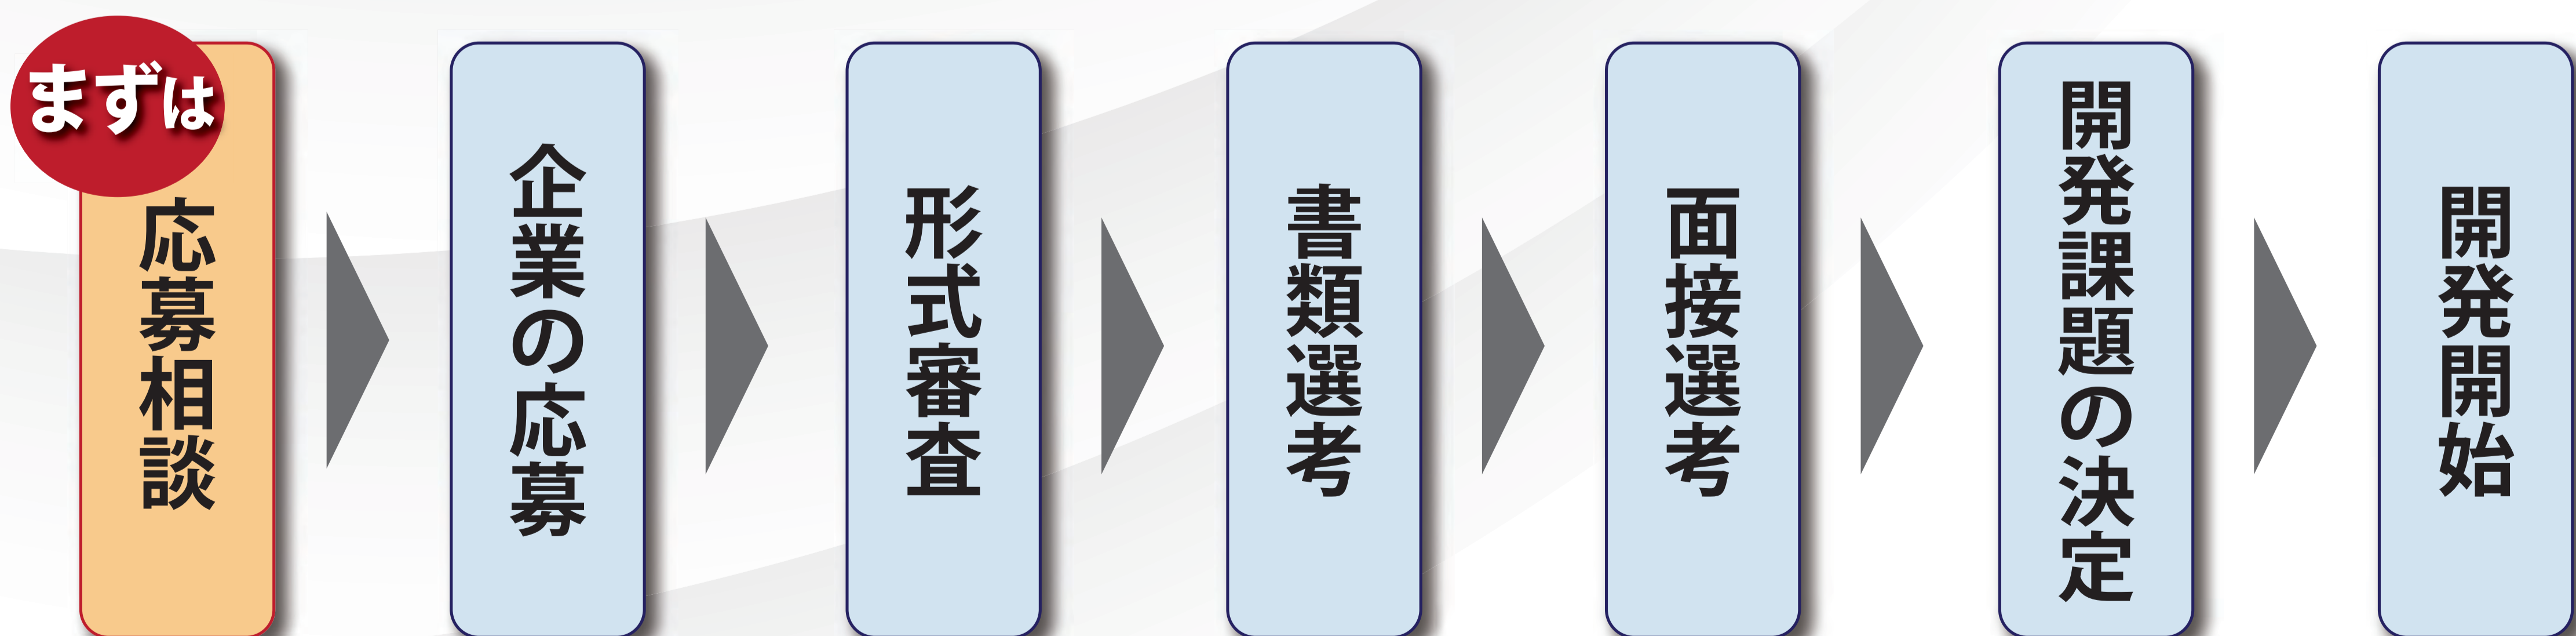 まずは
応募相談
企業の応募
形式審査
書類選考
面接選考
開発課題の決定
開発開始